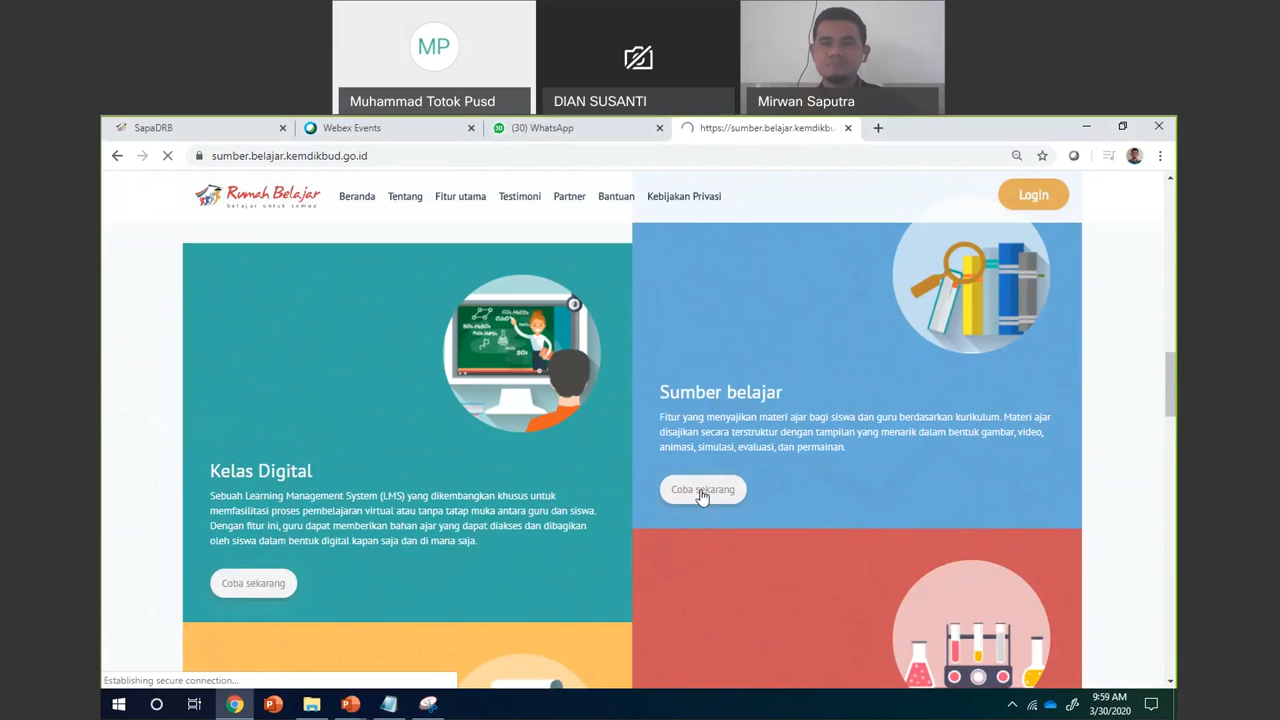 MP
Muhammad Totok Pusd
DIAN SUSANTI
Mirwan Saputra
SapaDRB
Webex Events
(30) WhatsApp
https://sumber.belajar.kemdikbu
sumber.belajar.kemdikbud.go.id
Rumah Belajar
belajar untuk semua
Beranda
Tentang
Fitur utama
Testimoni
Partner
Bantuan
Kebijakan Privasi
Login
Sumber belajar
Fitur yang menyajikan materi ajar bagi siswa dan guru berdasarkan kurikulum. Materi ajar
disajikan secara terstruktur dengan tampilan yang menarik dalam bentuk gambar, video,
animasi, simulasi, evaluasi, dan permainan.
Coba sekarang
Kelas Digital
Sebuah Learning Management System (LMS) yang dikembangkan khusus untuk
memfasilitasi proses pembelajaran virtual atau tanpa tatap muka antara guru dan siswa.
Dengan fitur ini, guru dapat memberikan bahan ajar yang dapat diakses dan dibagikan
oleh siswa dalam bentuk digital kapan saja dan di mana saja.
Coba sekarang
Establishing secure connection...
9:59 AM
3/30/2020